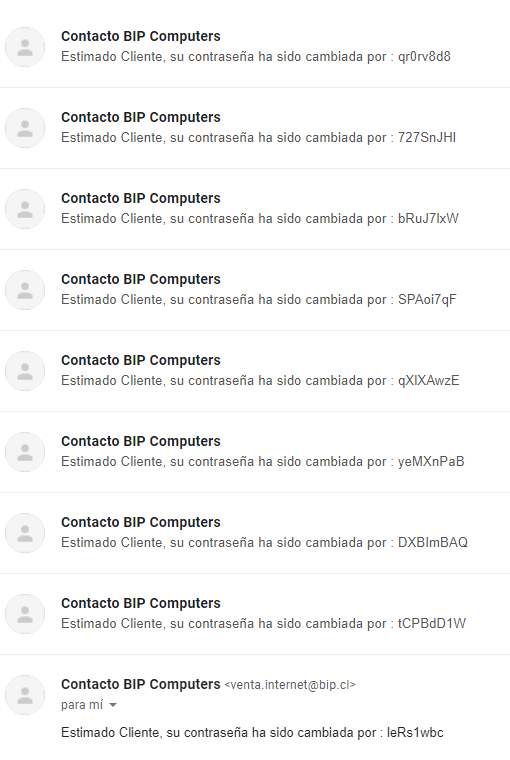 Contacto BIP Computers
Estimado Cliente, su contraseña ha sido cambiada por : qr0rv8d8
Contacto BIP Computers
Estimado Cliente, su contraseña ha sido cambiada por : 727SnJHl
Contacto BIP Computers
Estimado Cliente, su contraseña ha sido cambiada por : bRuJ7lxW
Contacto BIP Computers
Estimado Cliente, su contraseña ha sido cambiada por : SPAoi7qF
Contacto BIP Computers
Estimado Cliente, su contraseña ha sido cambiada por : qXlXAwzE
Contacto BIP Computers
Estimado Cliente, su contraseña ha sido cambiada por : yeMXnPaB
Contacto BIP Computers
Estimado Cliente, su contraseña ha sido cambiada por : DXBlmBAQ
Contacto BIP Computers
Estimado Cliente, su contraseña ha sido cambiada por : tCPBdD1W
Contacto BIP Computers <venta.internet@bip.cl>
para mí
Estimado Cliente, su contraseña ha sido cambiada por : leRs1wbc